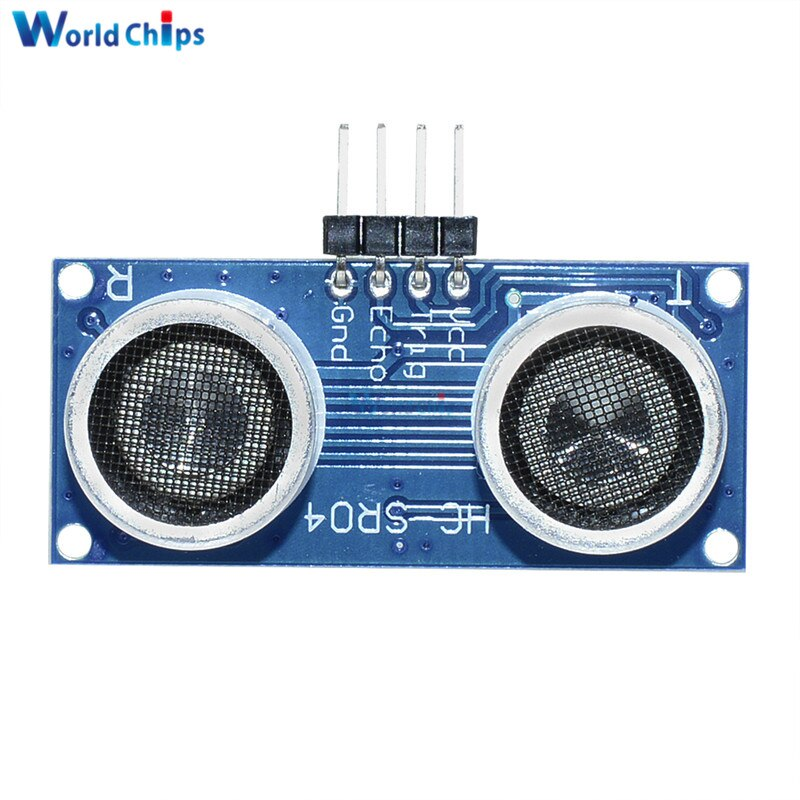 World Chips
R
T
Gnd
Echo
Trig
Vcc
HC-SR04